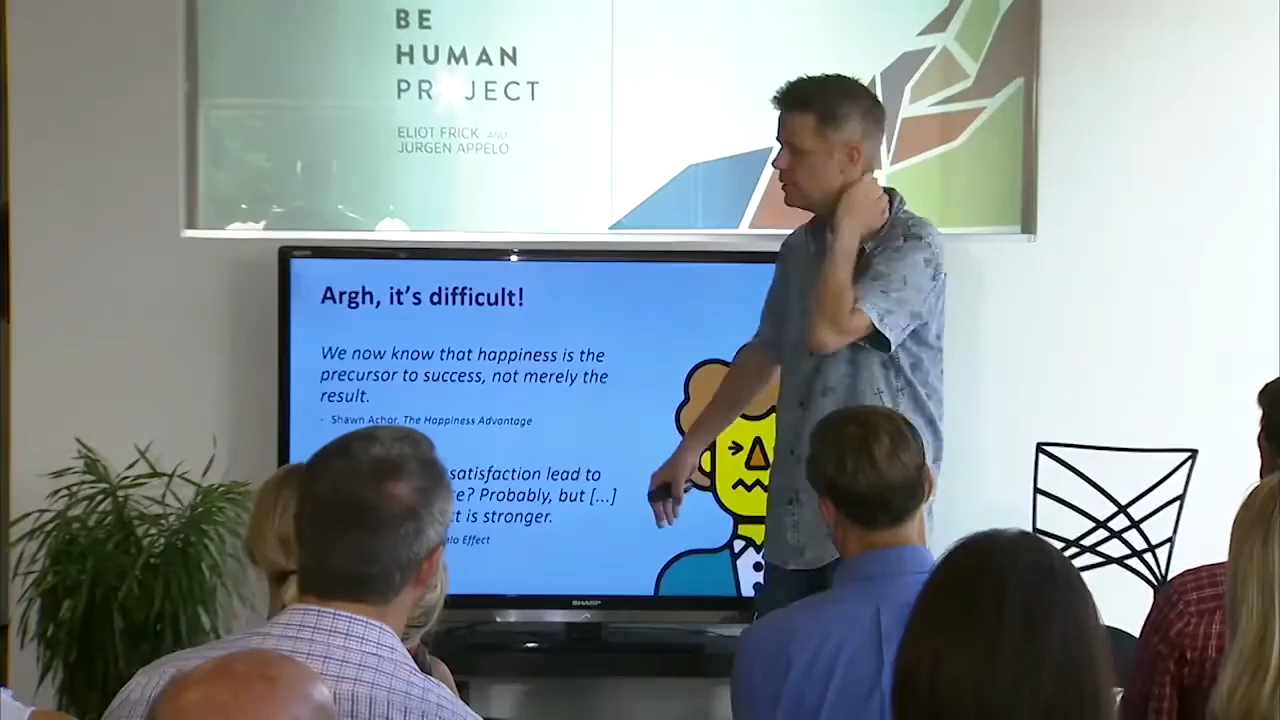 BE
HUMAN
PROJECT
ELIOT FRICK AND
JURGEN APPELO
Argh, it's difficult!
We now know that happiness is the
precursor to success, not merely the
result.
- Shawn Achor, The Happiness Advantage
satisfaction lead to
? Probably, but [...]
is stronger.
Effect
SHARP